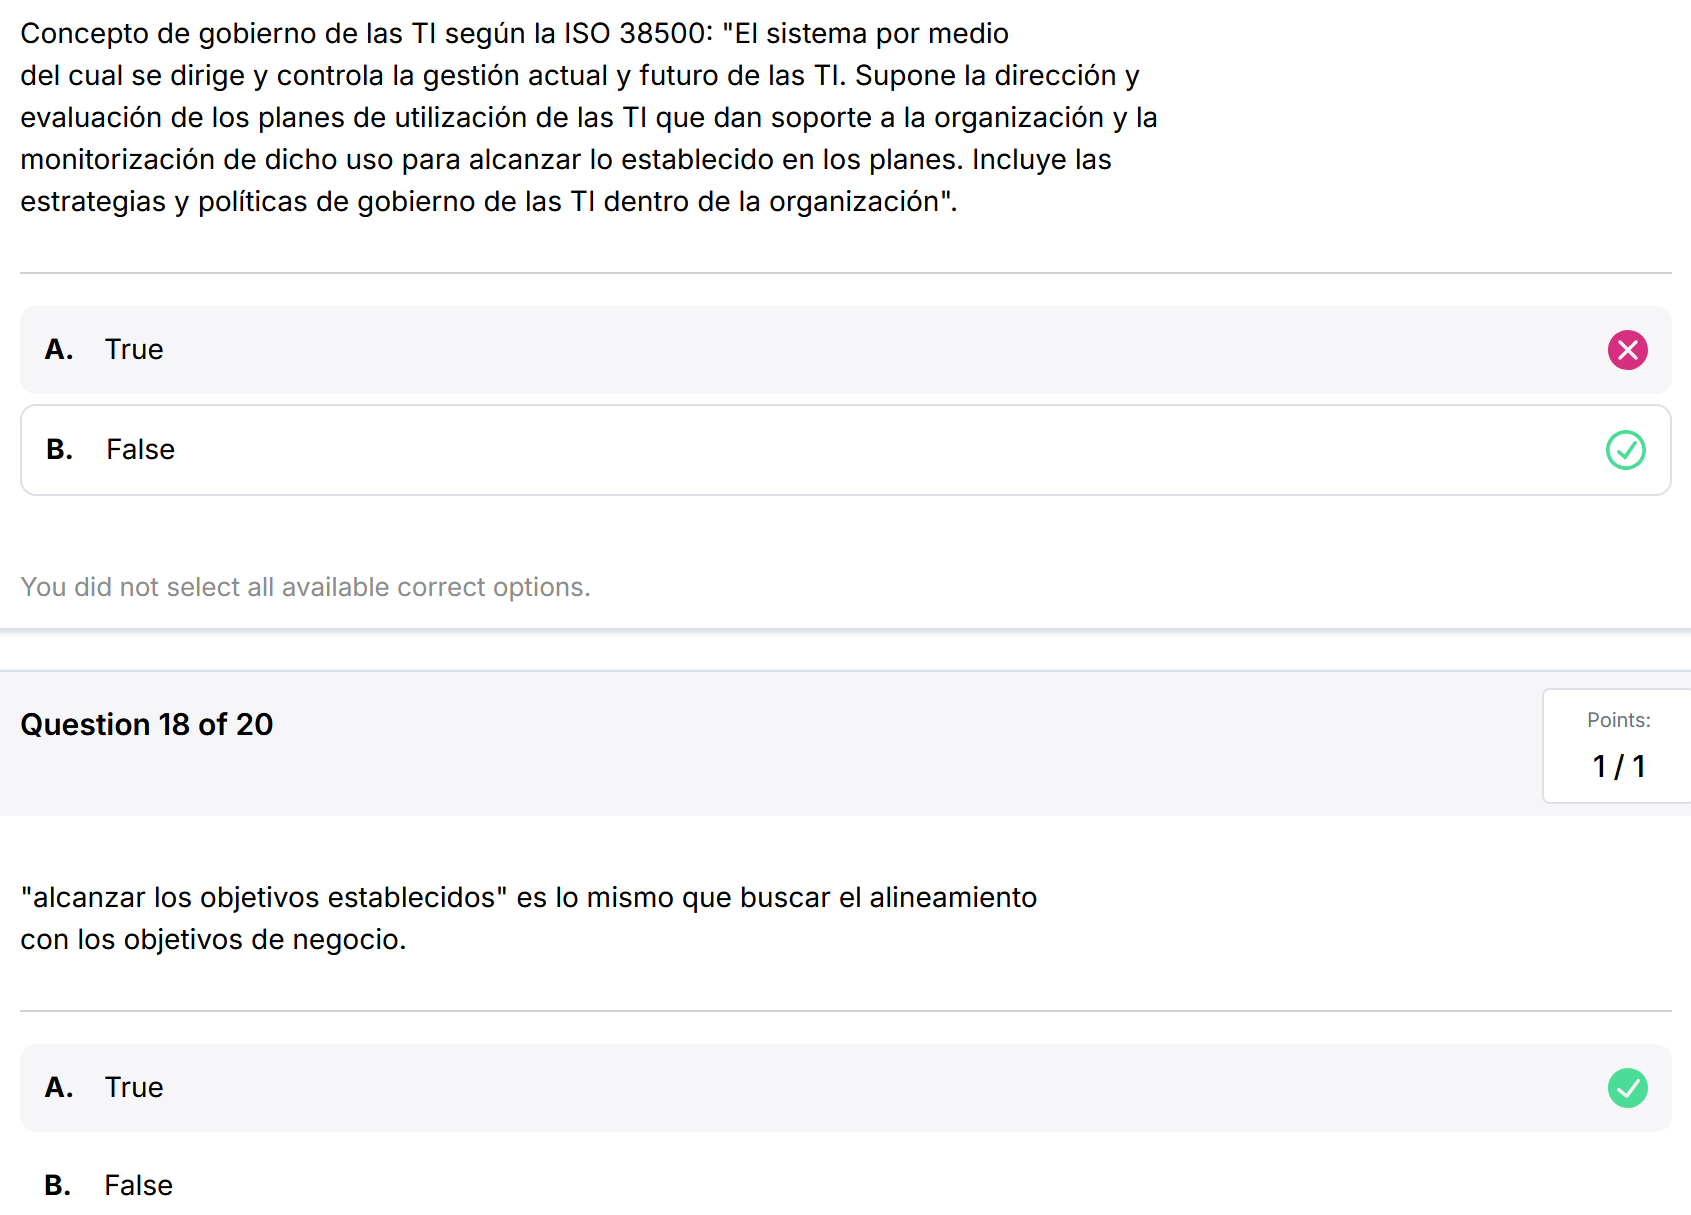 Concepto de gobierno de las TI según la ISO 38500: "El sistema por medio
del cual se dirige y controla la gestión actual y futuro de las TI. Supone la dirección y
evaluación de los planes de utilización de las TI que dan soporte a la organización y la
monitorización de dicho uso para alcanzar lo establecido en los planes. Incluye las
estrategias y políticas de gobierno de las TI dentro de la organización".
A. True
B. False
You did not select all available correct options.
Question 18 of 20
Points:
1 / 1
"alcanzar los objetivos establecidos" es lo mismo que buscar el alineamiento
con los objetivos de negocio.
A. True
B. False